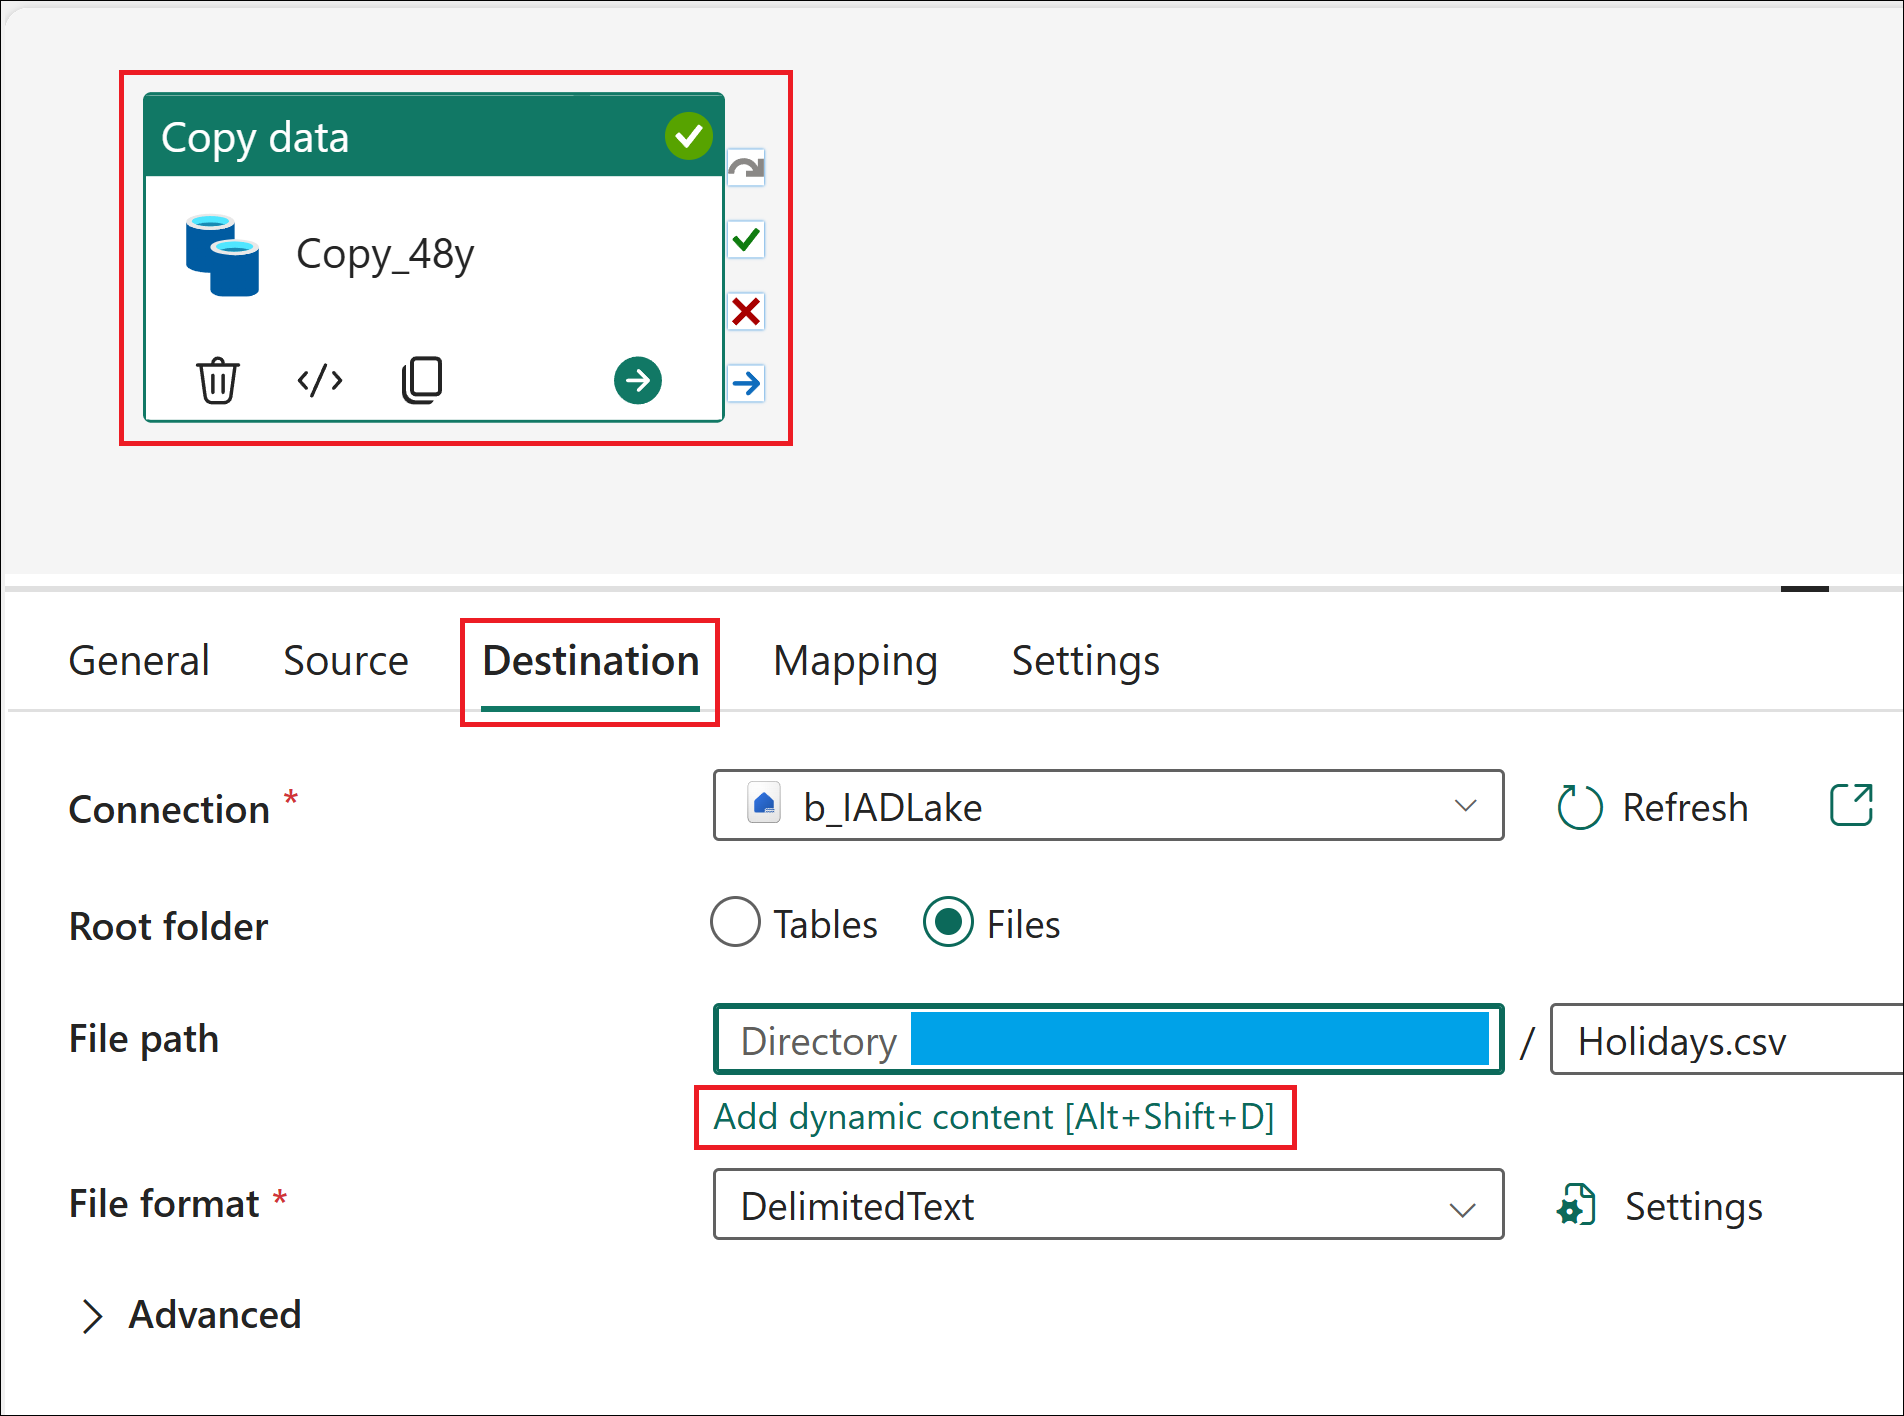 Copy data
Copy_48y
General Source Destination Mapping Settings
Connection * b_IADLake Refresh
Root folder Tables Files
File path Directory / Holidays.csv
Add dynamic content [Alt+Shift+D]
File format * DelimitedText Settings
Advanced